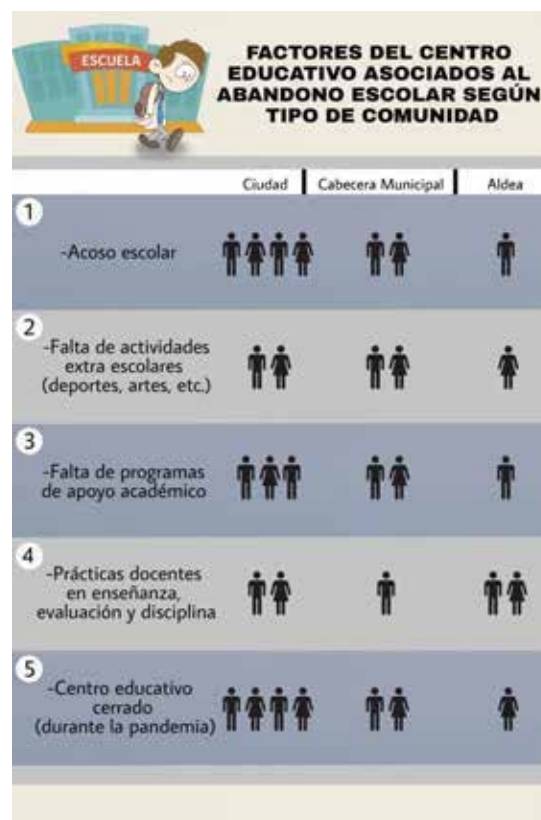 ESCUELA
FACTORES DEL CENTRO
EDUCATIVO ASOCIADOS AL
ABANDONO ESCOLAR SEGÚN
TIPO DE COMUNIDAD
Ciudad | Cabecera Municipal | Aldea
1
-Acoso escolar
2
-Falta de actividades
extra escolares
(deportes, artes, etc.)
3
-Falta de programas
de apoyo académico
4
-Prácticas docentes
en enseñanza,
evaluación y disciplina
5
-Centro educativo
cerrado
(durante la pandemia)